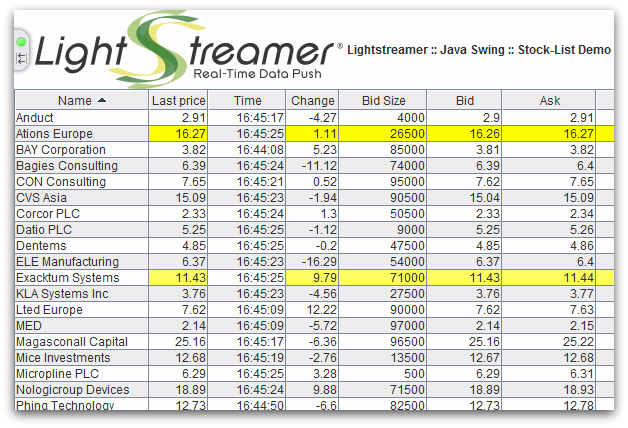 LightStreamer®
Real-Time Data Push
Lightstreamer :: Java Swing :: Stock-List Demo
Name Last price Time Change Bid Size Bid Ask
Anduct 2.91 16:45:17 -4.27 4000 2.9 2.91
Ations Europe 16.27 16:45:25 1.11 26500 16.26 16.27
BAY Corporation 3.82 16:44:08 5.23 85000 3.81 3.82
Bagies Consulting 6.39 16:45:24 -11.12 74000 6.39 6.4
CON Consulting 7.65 16:45:21 0.52 95000 7.62 7.65
CVS Asia 15.09 16:45:23 -1.94 90500 15.04 15.09
Corcor PLC 2.33 16:45:24 1.3 50500 2.33 2.34
Datio PLC 5.25 16:45:25 -1.12 9000 5.25 5.26
Dentems 4.85 16:45:25 -0.2 47500 4.85 4.86
ELE Manufacturing 6.37 16:45:23 -16.29 54000 6.37 6.4
Exacktum Systems 11.43 16:45:25 9.79 71000 11.43 11.44
KLA Systems Inc 3.76 16:45:23 -4.56 27500 3.76 3.77
Lted Europe 7.62 16:45:09 12.22 90000 7.62 7.63
MED 2.14 16:45:09 -5.72 97000 2.14 2.15
Magasconall Capital 25.16 16:45:17 -6.36 96500 25.16 25.22
Mice Investments 12.68 16:45:19 -2.76 13500 12.67 12.68
Micropline PLC 6.29 16:45:25 3.28 500 6.29 6.31
Nologicroup Devices 18.89 16:45:24 9.88 71500 18.89 18.93
Phing Technology 12.73 16:44:50 -6.6 82500 12.73 12.78